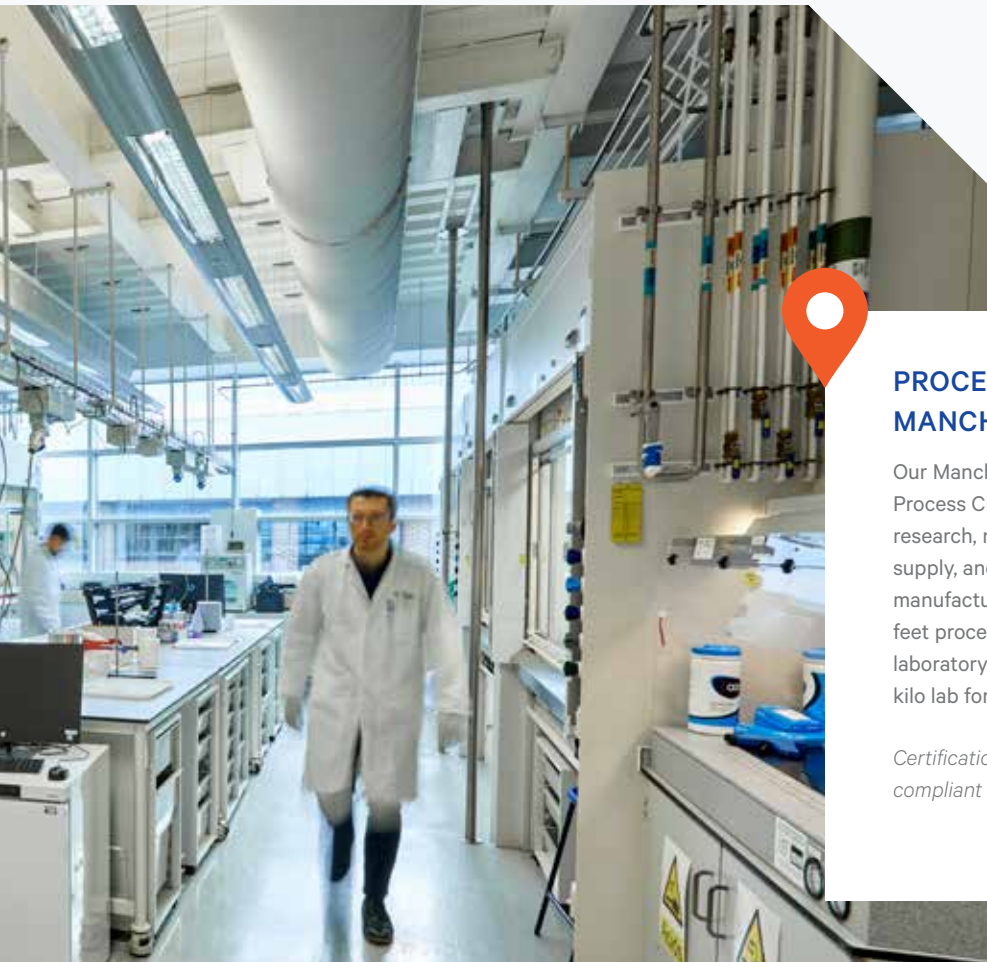 PROCE
MANCH
Our Manch
Process C
research, r
supply, and
manufactu
feet proce
laboratory
kilo lab for
Certificatio
compliant